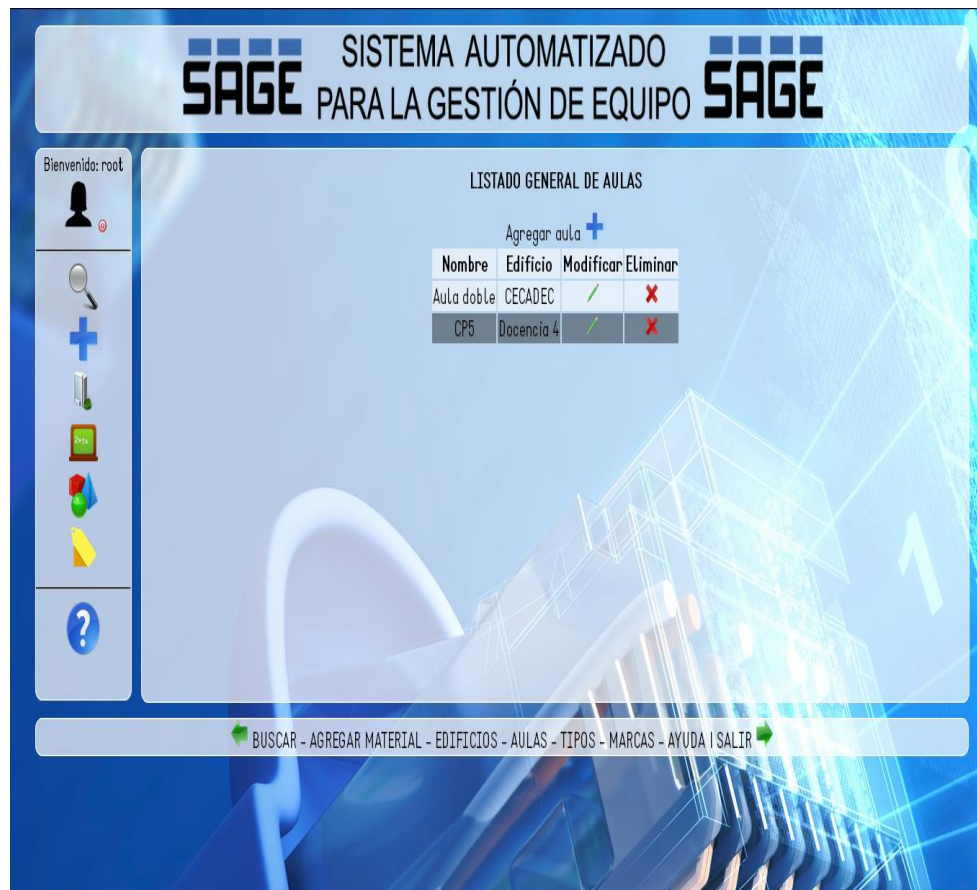 SAGE SISTEMA AUTOMATIZADO SAGE
PARA LA GESTIÓN DE EQUIPO
Bienvenido: root
LISTADO GENERAL DE AULAS
Agregar aula
Nombre Edificio Modificar Eliminar
Aula doble CECADEC
CP5 Docencia 4
BUSCAR - AGREGAR MATERIAL - EDIFICIOS - AULAS - TIPOS - MARCAS - AYUDA | SALIR